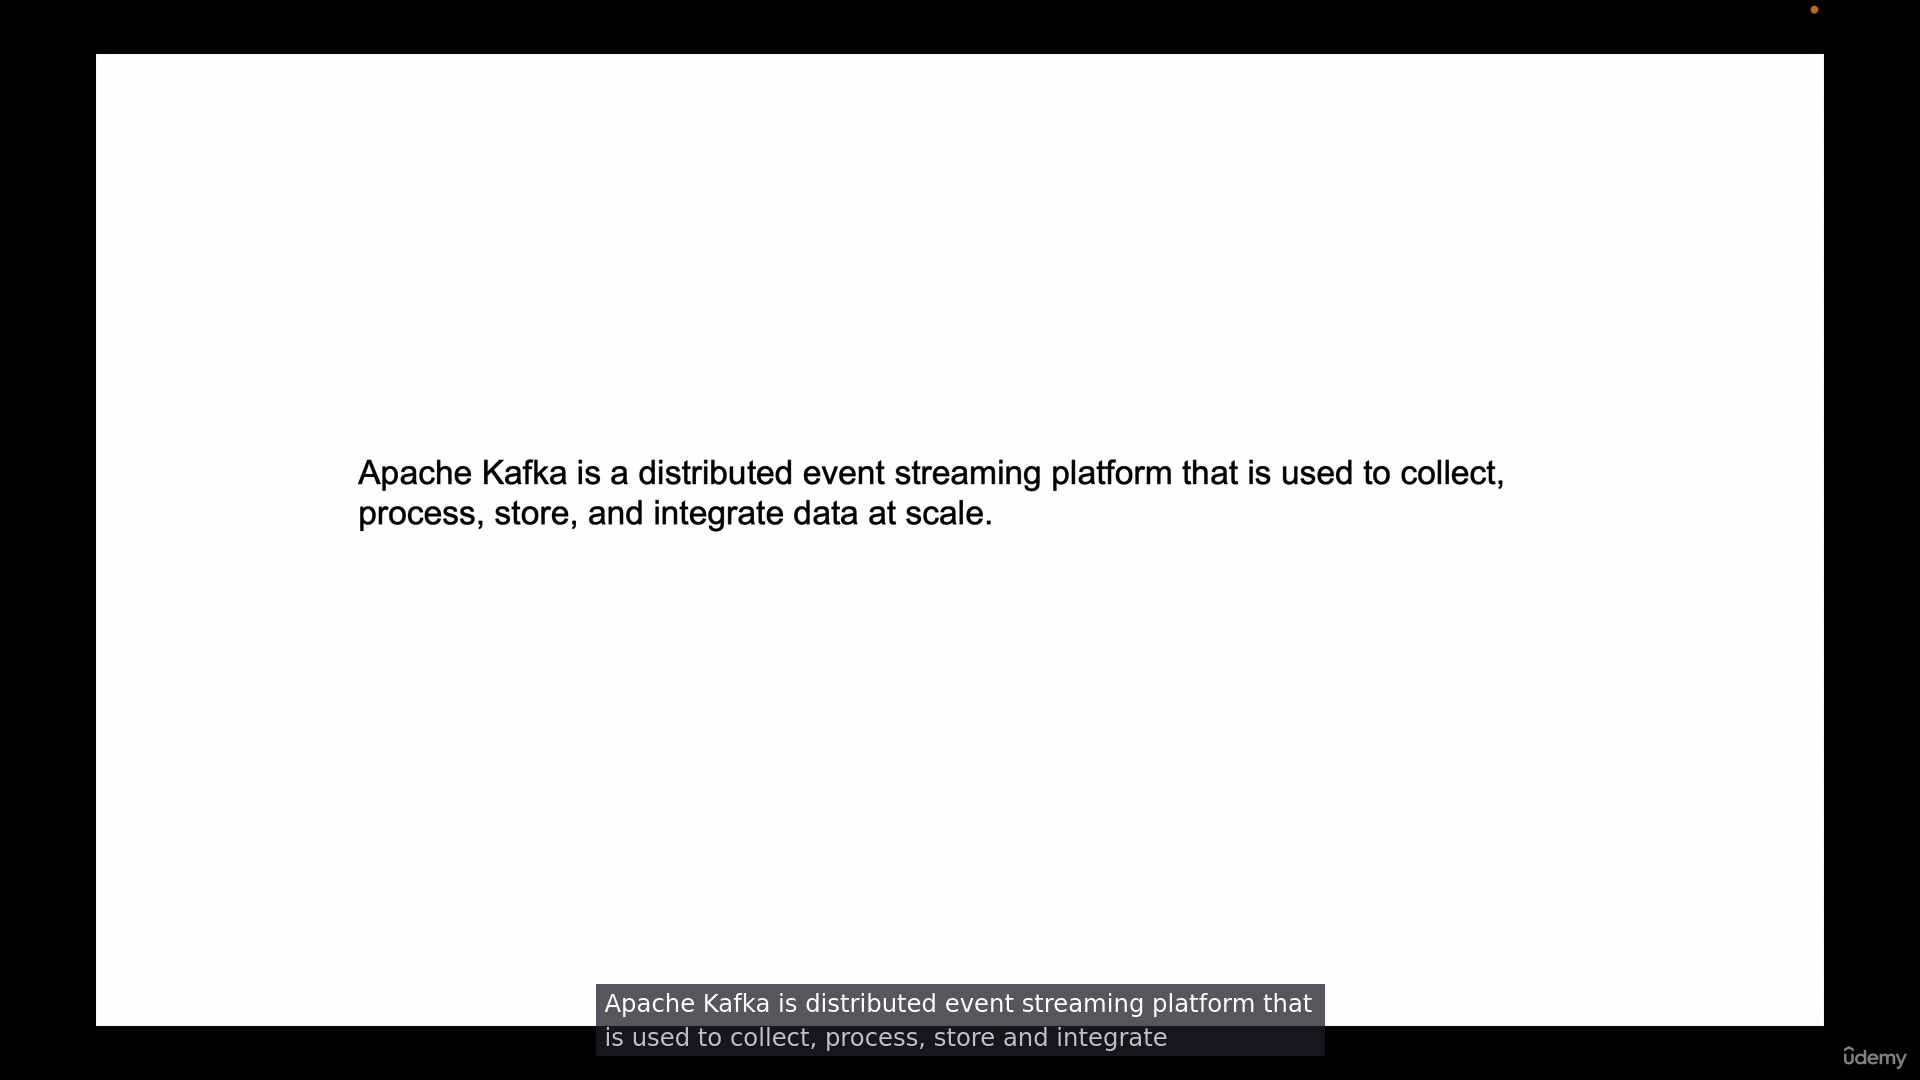 Apache Kafka is a distributed event streaming platform that is used to collect,
process, store, and integrate data at scale.
Apache Kafka is distributed event streaming platform that
is used to collect, process, store and integrate
ûdemy